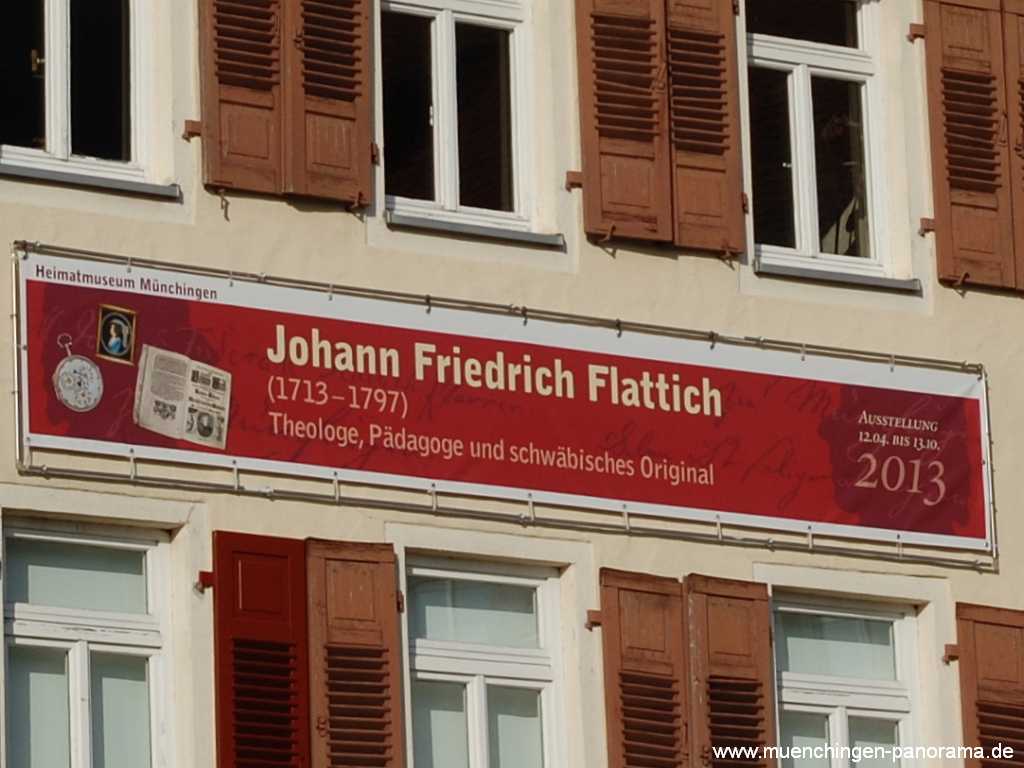 Heimatmuseum Münchingen
Johann Friedrich Flattich
(1713–1797)
Theologe, Pädagoge und schwäbisches Original
AUSSTELLUNG
12.04. BIS 13.10.
2013
www.muenchingen-panorama.de